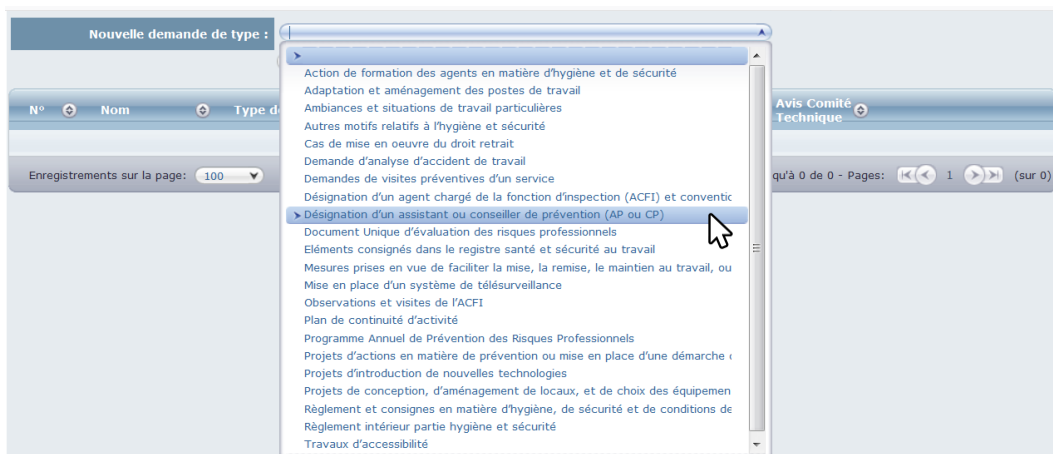 Nouvelle demande de type :
Action de formation des agents en matière d'hygiène et de sécurité
Adaptation et aménagement des postes de travail
Ambiances et situations de travail particulières
Autres motifs relatifs à l'hygiène et sécurité
Cas de mise en oeuvre du droit retrait
Demande d'analyse d'accident de travail
Demandes de visites préventives d'un service
Désignation d'un agent chargé de la fonction d'inspection (ACFI) et conventic
Désignation d'un assistant ou conseiller de prévention (AP ou CP)
Document Unique d'évaluation des risques professionnels
Eléments consignés dans le registre santé et sécurité au travail
Mesures prises en vue de faciliter la mise, la remise, le maintien au travail, ou
Mise en place d'un système de télésurveillance
Observations et visites de l'ACFI
Plan de continuité d'activité
Programme Annuel de Prévention des Risques Professionnels
Projets d'actions en matière de prévention ou mise en place d'une démarche
Projets d'introduction de nouvelles technologies
Projets de conception, d'aménagement de locaux, et de choix des équipemen
Règlement et consignes en matière d'hygiène, de sécurité et de conditions de
Règlement intérieur partie hygiène et sécurité
Travaux d'accessibilité
N° Nom Type d
Avis Comité
Technique
Enregistrements sur la page: 100
qu'à 0 de 0 - Pages: 1 (sur 0)